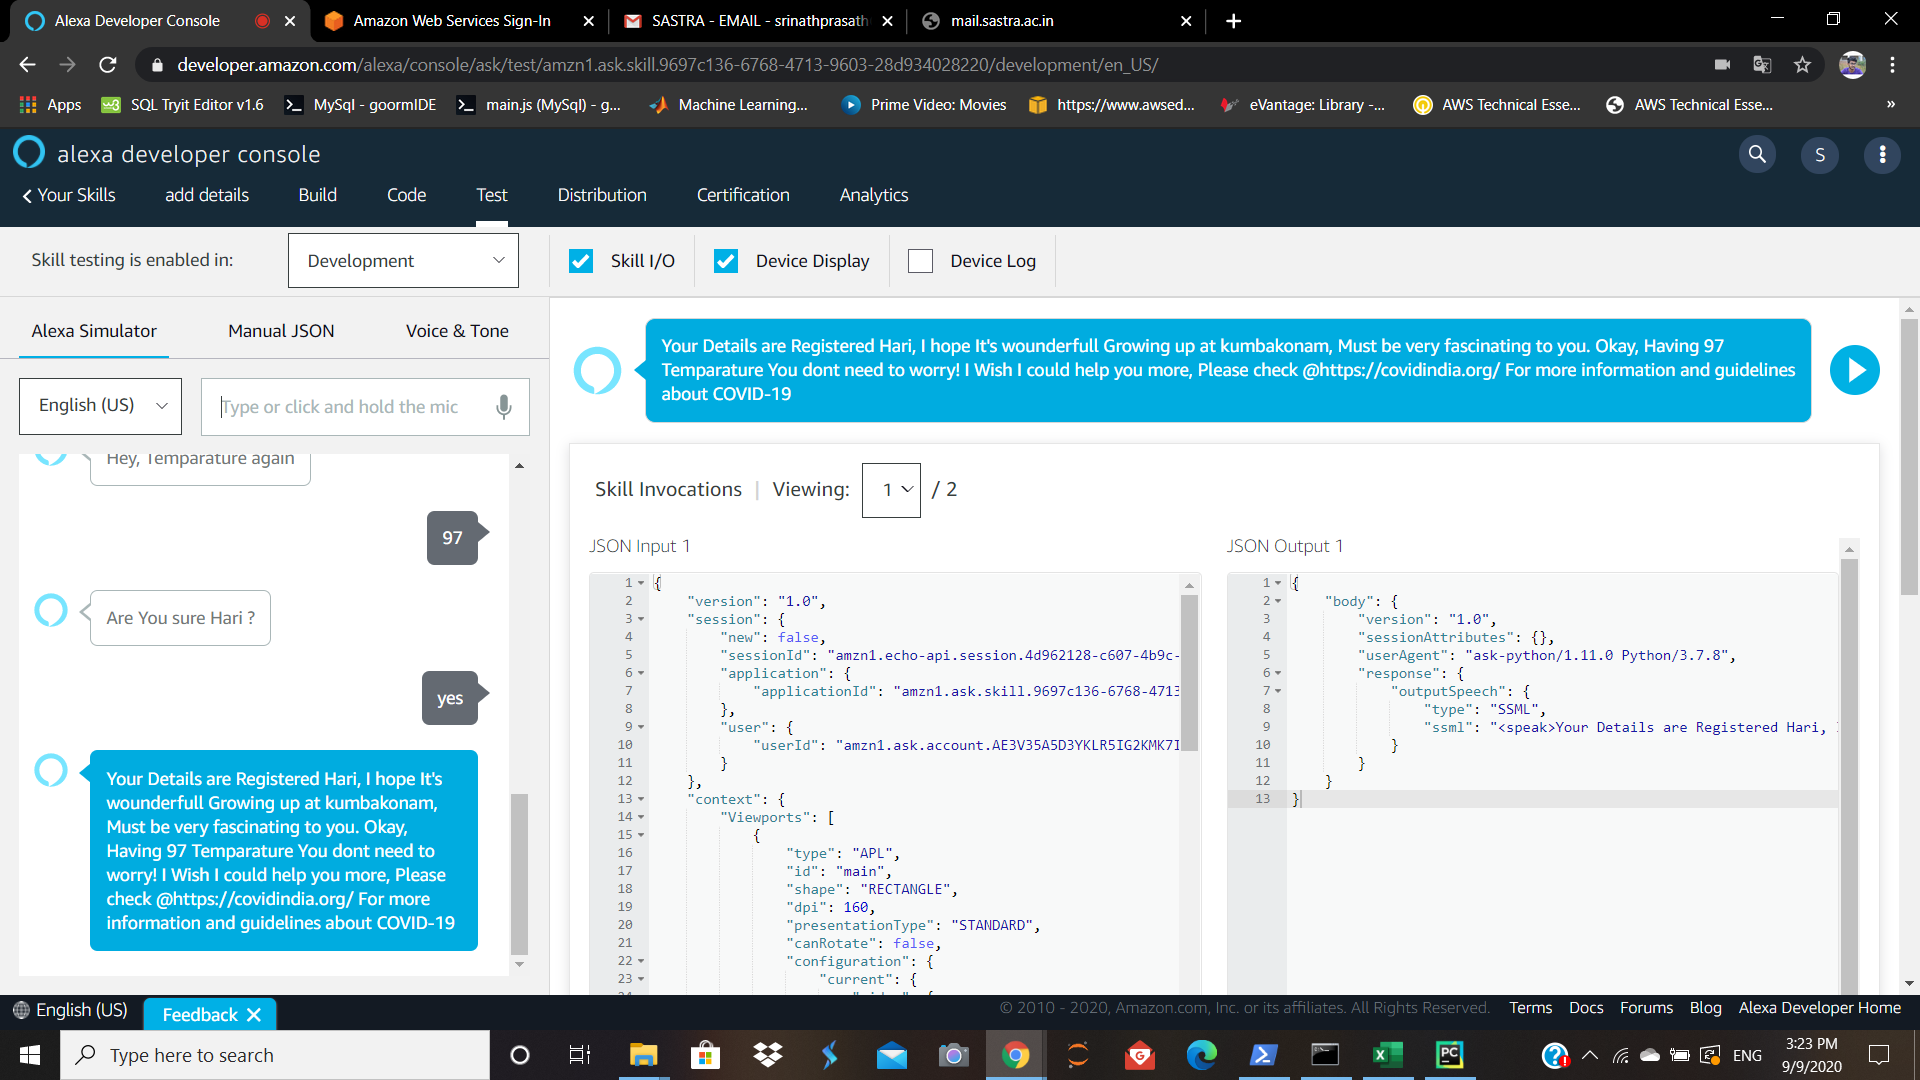 Alexa Developer Console
Amazon Web Services Sign-In
SASTRA - EMAIL - srinathprasath
mail.sastra.ac.in
developer.amazon.com/alexa/console/ask/test/amzn1.ask.skill.9697c136-6768-4713-9603-28d934028220/development/en_US/
Apps
SQL Tryit Editor v1.6
MySql - goormIDE
main.js (MySql) - g...
Machine Learning...
Prime Video: Movies
https://www.awsed...
eVantage: Library -...
AWS Technical Esse...
AWS Technical Esse...
»
alexa developer console
S
Your Skills
add details
Build
Code
Test
Distribution
Certification
Analytics
Skill testing is enabled in:
Development
Skill I/O
Device Display
Device Log
Alexa Simulator
Manual JSON
Voice & Tone
English (US)
Type or click and hold the mic
Hey, Temparature again
97
Are You sure Hari ?
yes
Your Details are Registered Hari, I hope It's
wounderfull Growing up at kumbakonam,
Must be very fascinating to you. Okay,
Having 97 Temparature You dont need to
worry! I Wish I could help you more, Please
check @https://covidindia.org/ For more
information and guidelines about COVID-19
Your Details are Registered Hari, I hope It's wounderfull Growing up at kumbakonam, Must be very fascinating to you. Okay, Having 97
Temparature You dont need to worry! I Wish I could help you more, Please check @https://covidindia.org/ For more information and guidelines
about COVID-19
Skill Invocations | Viewing: 1 / 2
JSON Input 1
1 {
2 "version": "1.0",
3 "session": {
4 "new": false,
5 "sessionId": "amzn1.echo-api.session.4d962128-c607-4b9c-
6 "application": {
7 "applicationId": "amzn1.ask.skill.9697c136-6768-4713
8 },
9 "user": {
10 "userId": "amzn1.ask.account.AE3V35A5D3YKLR5IG2KMK7I
11 }
12 },
13 "context": {
14 "Viewports": [
15 {
16 "type": "APL",
17 "id": "main",
18 "shape": "RECTANGLE",
19 "dpi": 160,
20 "presentationType": "STANDARD",
21 "canRotate": false,
22 "configuration": {
23 "current": {
JSON Output 1
1 {
2 "body": {
3 "version": "1.0",
4 "sessionAttributes": {},
5 "userAgent": "ask-python/1.11.0 Python/3.7.8",
6 "response": {
7 "outputSpeech": {
8 "type": "SSML",
9 "ssml": "<speak>Your Details are Registered Hari,
10 }
11 }
12 }
13 }
English (US)
Feedback
© 2010 - 2020, Amazon.com, Inc. or its affiliates. All Rights Reserved.
Terms
Docs
Forums
Blog
Alexa Developer Home
Type here to search
ENG
3:23 PM
9/9/2020